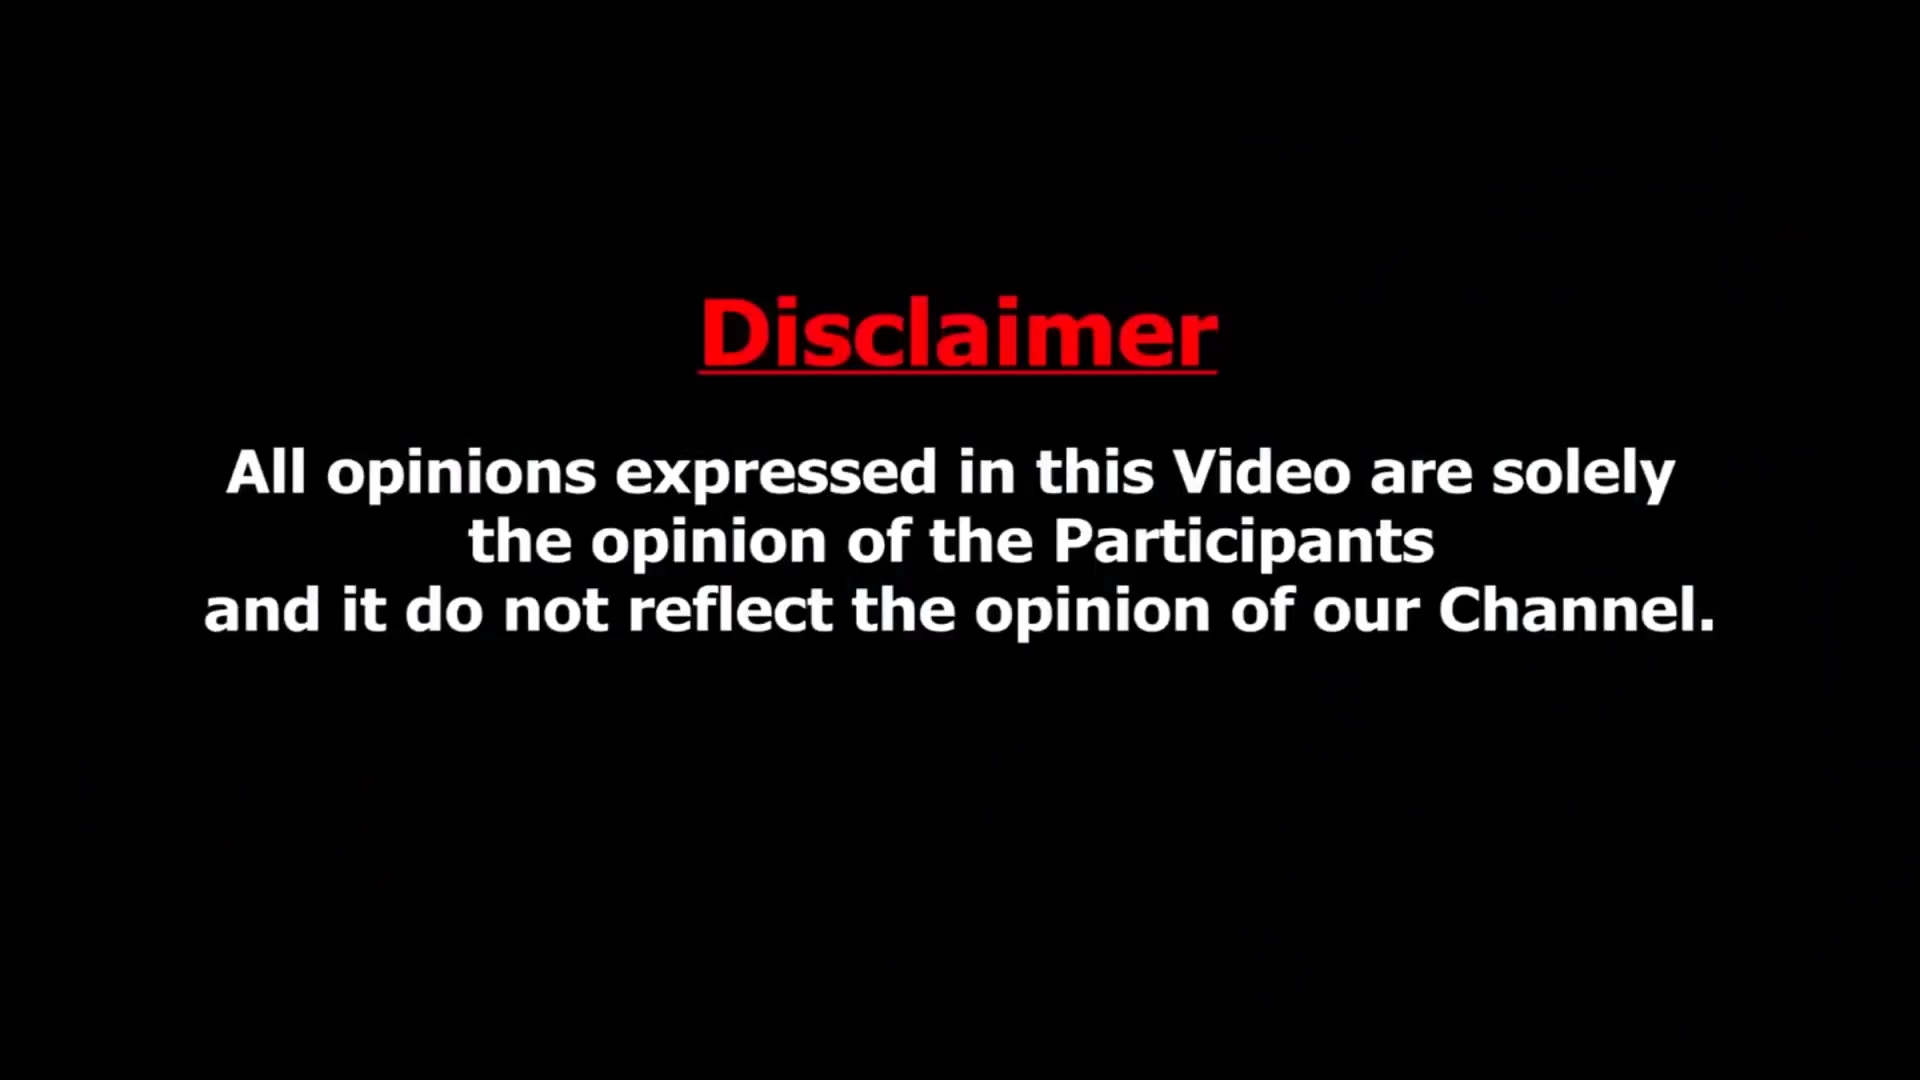 Disclaimer
All opinions expressed in this Video are solely
the opinion of the Participants
and it do not reflect the opinion of our Channel.